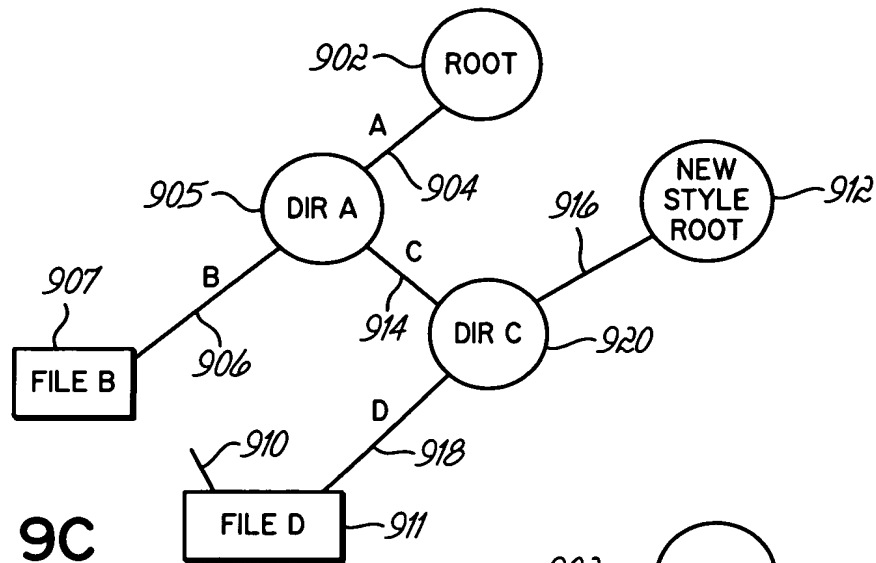 902
ROOT
A
904
NEW
STYLE
ROOT
912
905
DIR A
916
C
B
907
914
DIR C
920
906
FILE B
D
910
918
FILE D
911
9C